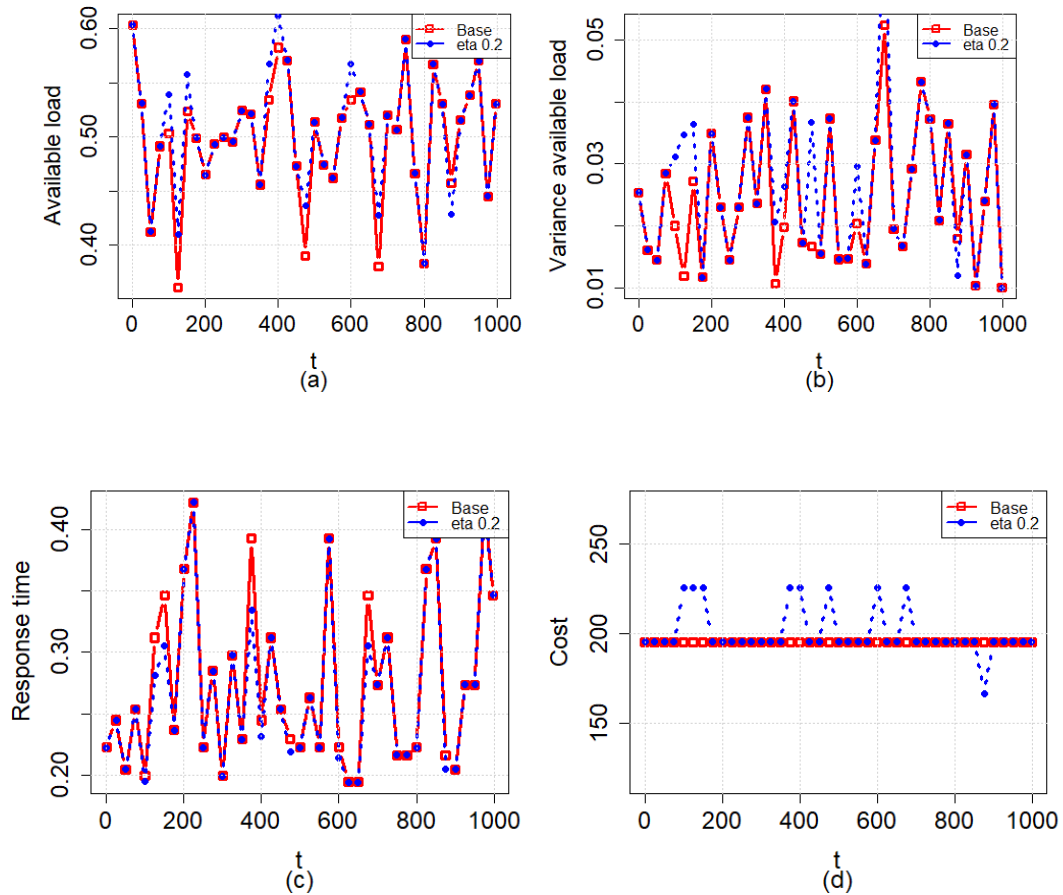 0.60
0.50
0.40
Available load
Base
eta 0.2
0 200 400 600 800 1000
t
(a)
0.05
0.03
0.01
Variance available load
Base
eta 0.2
0 200 400 600 800 1000
t
(b)
0.40
0.30
0.20
Response time
Base
eta 0.2
0 200 400 600 800 1000
t
(c)
250
200
150
Cost
Base
eta 0.2
0 200 400 600 800 1000
t
(d)